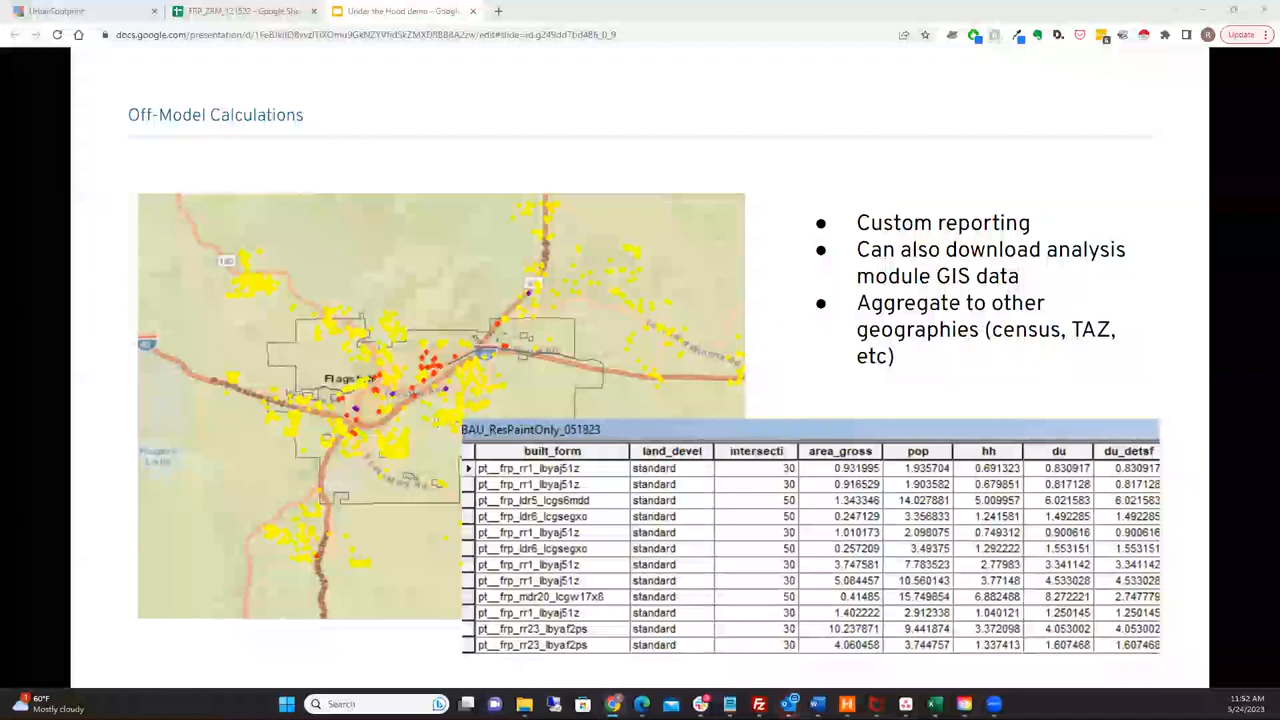 UrbanFootprint
FRP_ZRM_121522 - Google She
Under the Hood demo - Google
Update
Off-Model Calculations
● Custom reporting
● Can also download analysis
module GIS data
● Aggregate to other
geographies (census, TAZ,
etc)
180
40
BAU_ResPaintOnly_051823
built_form land_devel intersecti area_gross pop hh du du_detsf
pt__frp_rr1_lbyaj51z standard 30 0.931995 1.935704 0.691323 0.830917 0.830917
pt__frp_rr1_lbyaj51z standard 30 0.916529 1.903582 0.679851 0.817128 0.817128
pt__frp_ldr5_lcgs6mdd standard 50 1.343346 14.027881 5.009957 6.021583 6.021583
pt__frp_ldr6_lcgsegxo standard 50 0.247129 3.356833 1.241581 1.492285 1.492285
pt__frp_rr1_lbyaj51z standard 30 1.010173 2.098075 0.749312 0.900616 0.900616
pt__frp_ldr6_lcgsegxo standard 50 0.257209 3.49375 1.292222 1.553151 1.553151
pt__frp_rr1_lbyaj51z standard 30 3.747581 7.783523 2.77983 3.341142 3.341142
pt__frp_rr1_lbyaj51z standard 30 5.084457 10.560143 3.77148 4.533028 4.533028
pt__frp_mdr20_lcgw17x8 standard 50 0.41485 15.749854 6.882488 8.272221 2.747779
pt__frp_rr1_lbyaj51z standard 30 1.402222 2.912338 1.040121 1.250145 1.250145
pt__frp_rr23_lbyaf2ps standard 30 10.237871 9.441874 3.372098 4.053002 4.053002
pt__frp_rr23_lbyaf2ps standard 30 4.060458 3.744757 1.337413 1.607468 1.607468
60°F
Mostly cloudy
Search
11:52 AM
5/24/2023